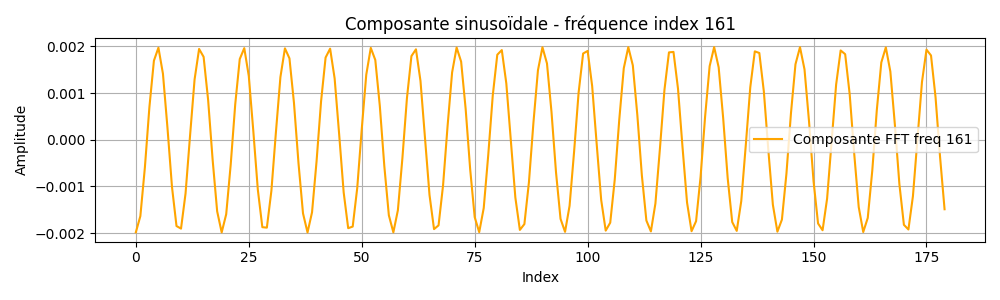 Composante sinusoïdale - fréquence index 161
0.002
0.001
0.000
−0.001
−0.002
Amplitude
Composante FFT freq 161
0 25 50 75 100 125 150 175
Index